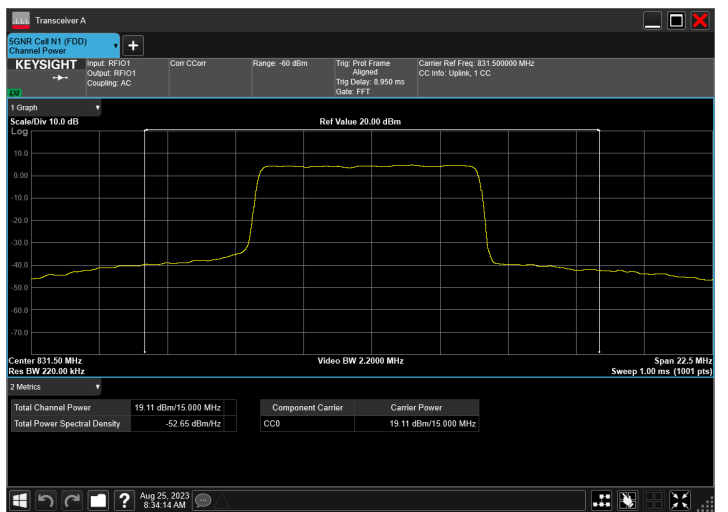 Transceiver A
5GNR Cell N1 (FDD)
Channel Power
KEYSIGHT
Input: RFIO1
Output: RFIO1
Coupling: AC
Corr CCorr
Range: -60 dBm
Trig: Prot Frame
Aligned
Trig Delay: 8.950 ms
Gate: FFT
Carrier Ref Freq: 831.500000 MHz
CC Info: Uplink, 1 CC
LXI
1 Graph
Scale/Div 10.0 dB
Ref Value 20.00 dBm
Log
10.0
0.00
-10.0
-20.0
-30.0
-40.0
-50.0
-60.0
-70.0
Center 831.50 MHz
Video BW 2.2000 MHz
Span 22.5 MHz
Res BW 220.00 kHz
Sweep 1.00 ms (1001 pts)
2 Metrics
Total Channel Power 19.11 dBm/15.000 MHz
Total Power Spectral Density -52.65 dBm/Hz
Component Carrier Carrier Power
CC0 19.11 dBm/15.000 MHz
Aug 25, 2023
8:34:14 AM